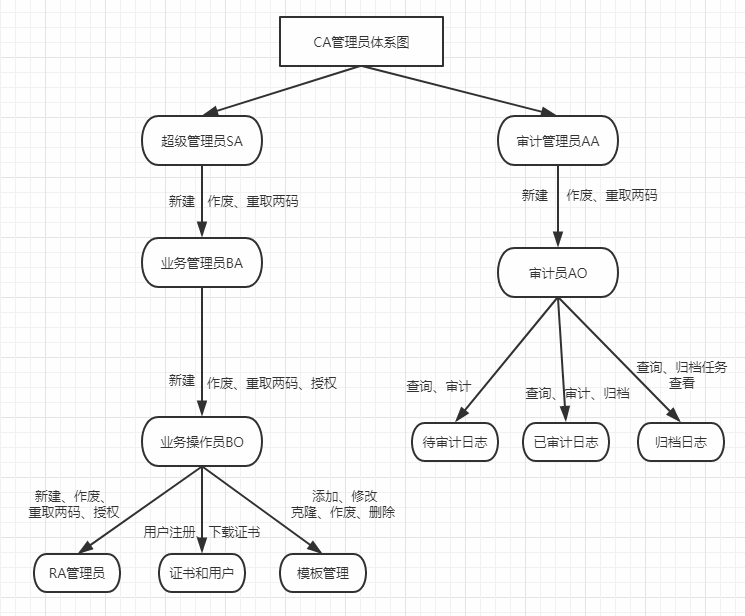 CA管理员体系图
超级管理员SA
审计管理员AA
新建
作废、重取两码
新建
作废、重取两码
业务管理员BA
审计员AO
新建
作废、重取两码、授权
查询、审计
查询、审计、归档
查询、归档任务
查看
业务操作员BO
待审计日志
已审计日志
归档日志
新建、作废、
重取两码、授权
用户注册
下载证书
添加、修改
克隆、作废、删除
RA管理员
证书和用户
模板管理